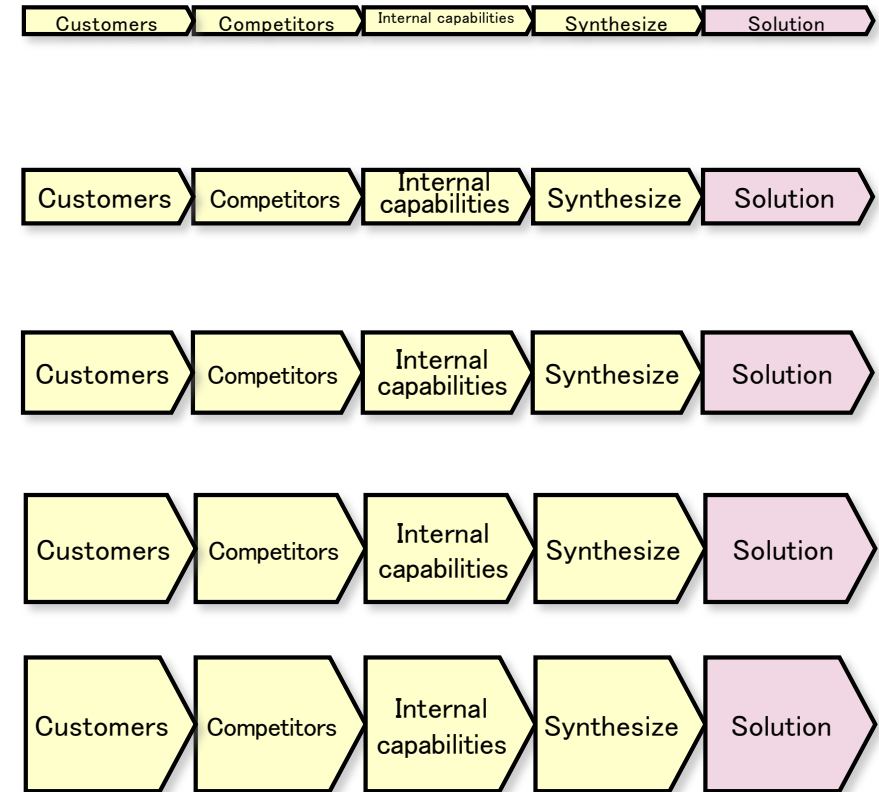 Customers Competitors Internal capabilities Synthesize Solution
Customers Competitors Internal
capabilities Synthesize Solution
Customers Competitors Internal
capabilities Synthesize Solution
Customers Competitors Internal
capabilities Synthesize Solution
Customers Competitors Internal
capabilities Synthesize Solution